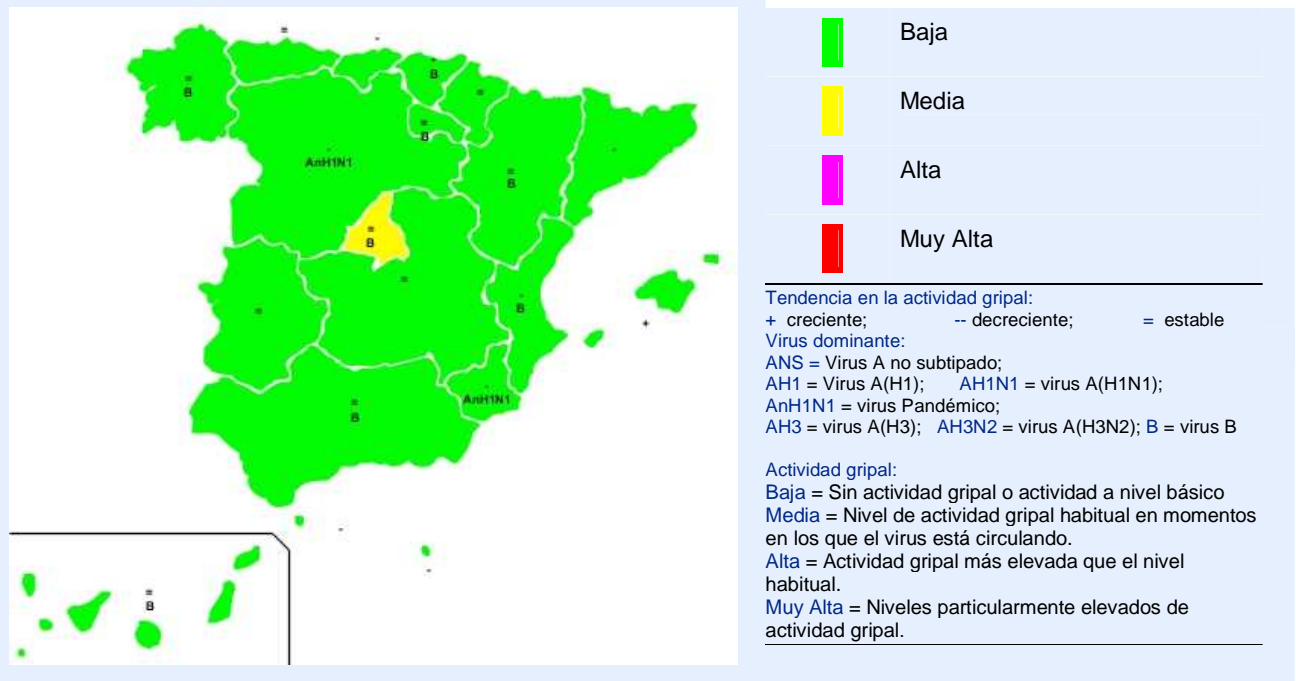 =
-
-
B
=
B
=
=
B
-
AnH1N1
=
B
-
=
B
=
-
B
+
=
-
AnH1N1
=
B
-
-
=
B
Baja
Media
Alta
Muy Alta
Tendencia en la actividad gripal:
+ creciente; -- decreciente; = estable
Virus dominante:
ANS = Virus A no subtipado;
AH1 = Virus A(H1); AH1N1 = virus A(H1N1);
AnH1N1 = virus Pandémico;
AH3 = virus A(H3); AH3N2 = virus A(H3N2); B = virus B
Actividad gripal:
Baja = Sin actividad gripal o actividad a nivel básico
Media = Nivel de actividad gripal habitual en momentos
en los que el virus está circulando.
Alta = Actividad gripal más elevada que el nivel
habitual.
Muy Alta = Niveles particularmente elevados de
actividad gripal.